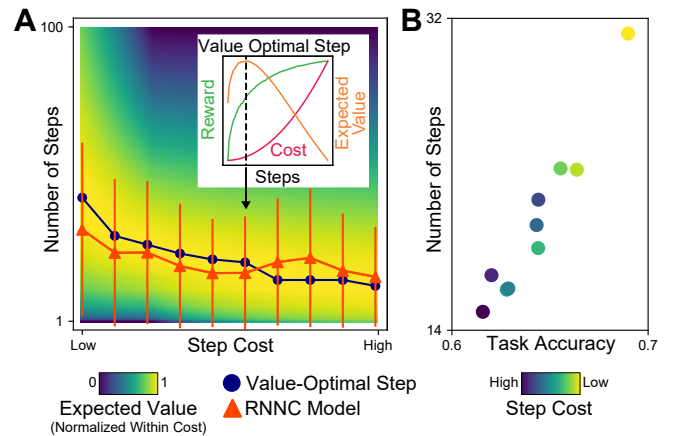 A
100
Number of Steps
1
Low
Step Cost
High
Value Optimal Step
Reward
Cost
Expected
Value
Steps
0
1
Expected Value
(Normalized Within Cost)
Value-Optimal Step
RNNC Model
B
32
Number of Steps
14
0.6
Task Accuracy
0.7
High
Low
Step Cost